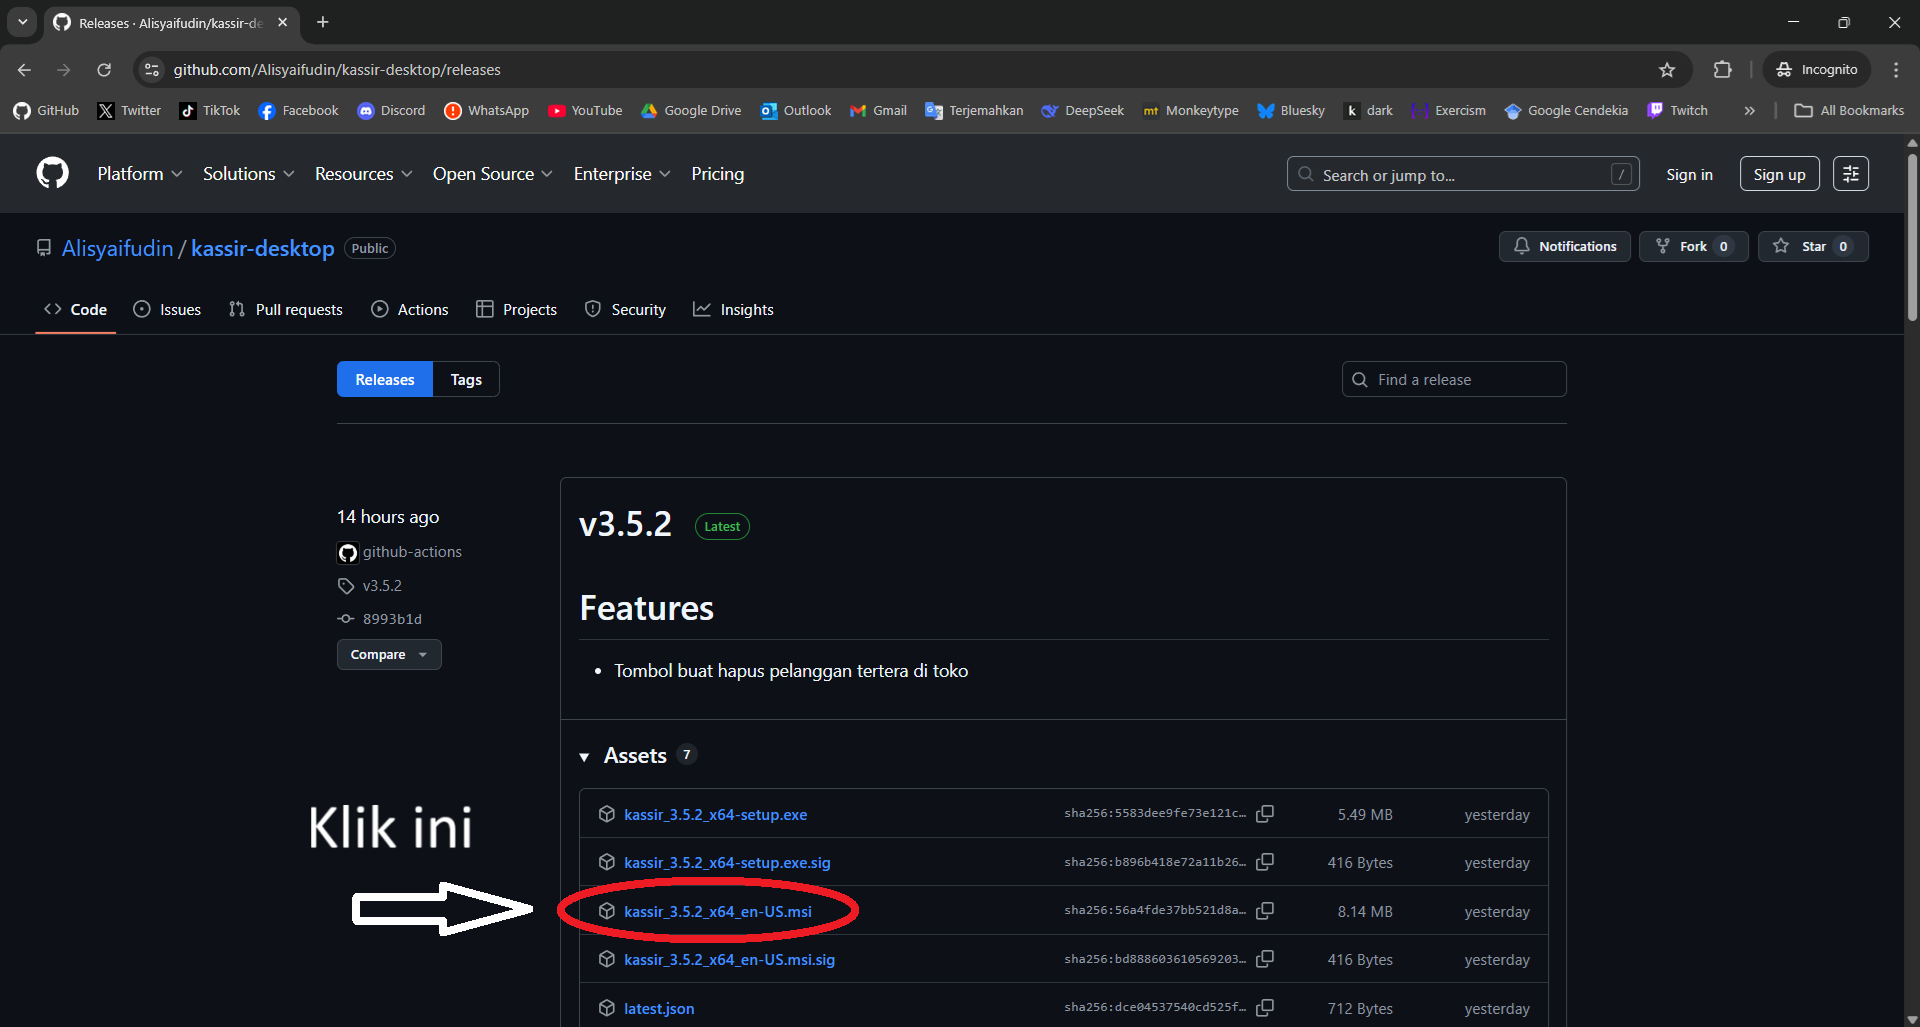 Releases · Alisyaifudin/kassir-de
github.com/Alisyaifudin/kassir-desktop/releases
Incognito
GitHub Twitter TikTok Facebook Discord WhatsApp YouTube Google Drive Outlook Gmail Terjemahkan DeepSeek Monkeytype Bluesky dark Exercism Google Cendekia Twitch » All Bookmarks
Platform Solutions Resources Open Source Enterprise Pricing
Search or jump to... /
Sign in
Sign up
Alisyaifudin / kassir-desktop Public
Notifications
Fork 0
Star 0
Code Issues Pull requests Actions Projects Security Insights
Releases Tags
Find a release
14 hours ago
github-actions
v3.5.2
8993b1d
Compare
v3.5.2 Latest
Features
• Tombol buat hapus pelanggan tertera di toko
Assets 7
kassir_3.5.2_x64-setup.exe sha256:5583dee9fe73e121c… 5.49 MB yesterday
kassir_3.5.2_x64-setup.exe.sig sha256:b896b418e72a11b26… 416 Bytes yesterday
Klik ini
kassir_3.5.2_x64_en-US.msi sha256:56a4fde37bb521d8a… 8.14 MB yesterday
kassir_3.5.2_x64_en-US.msi.sig sha256:bd888603610569203… 416 Bytes yesterday
latest.json sha256:dce04537540cd525f… 712 Bytes yesterday